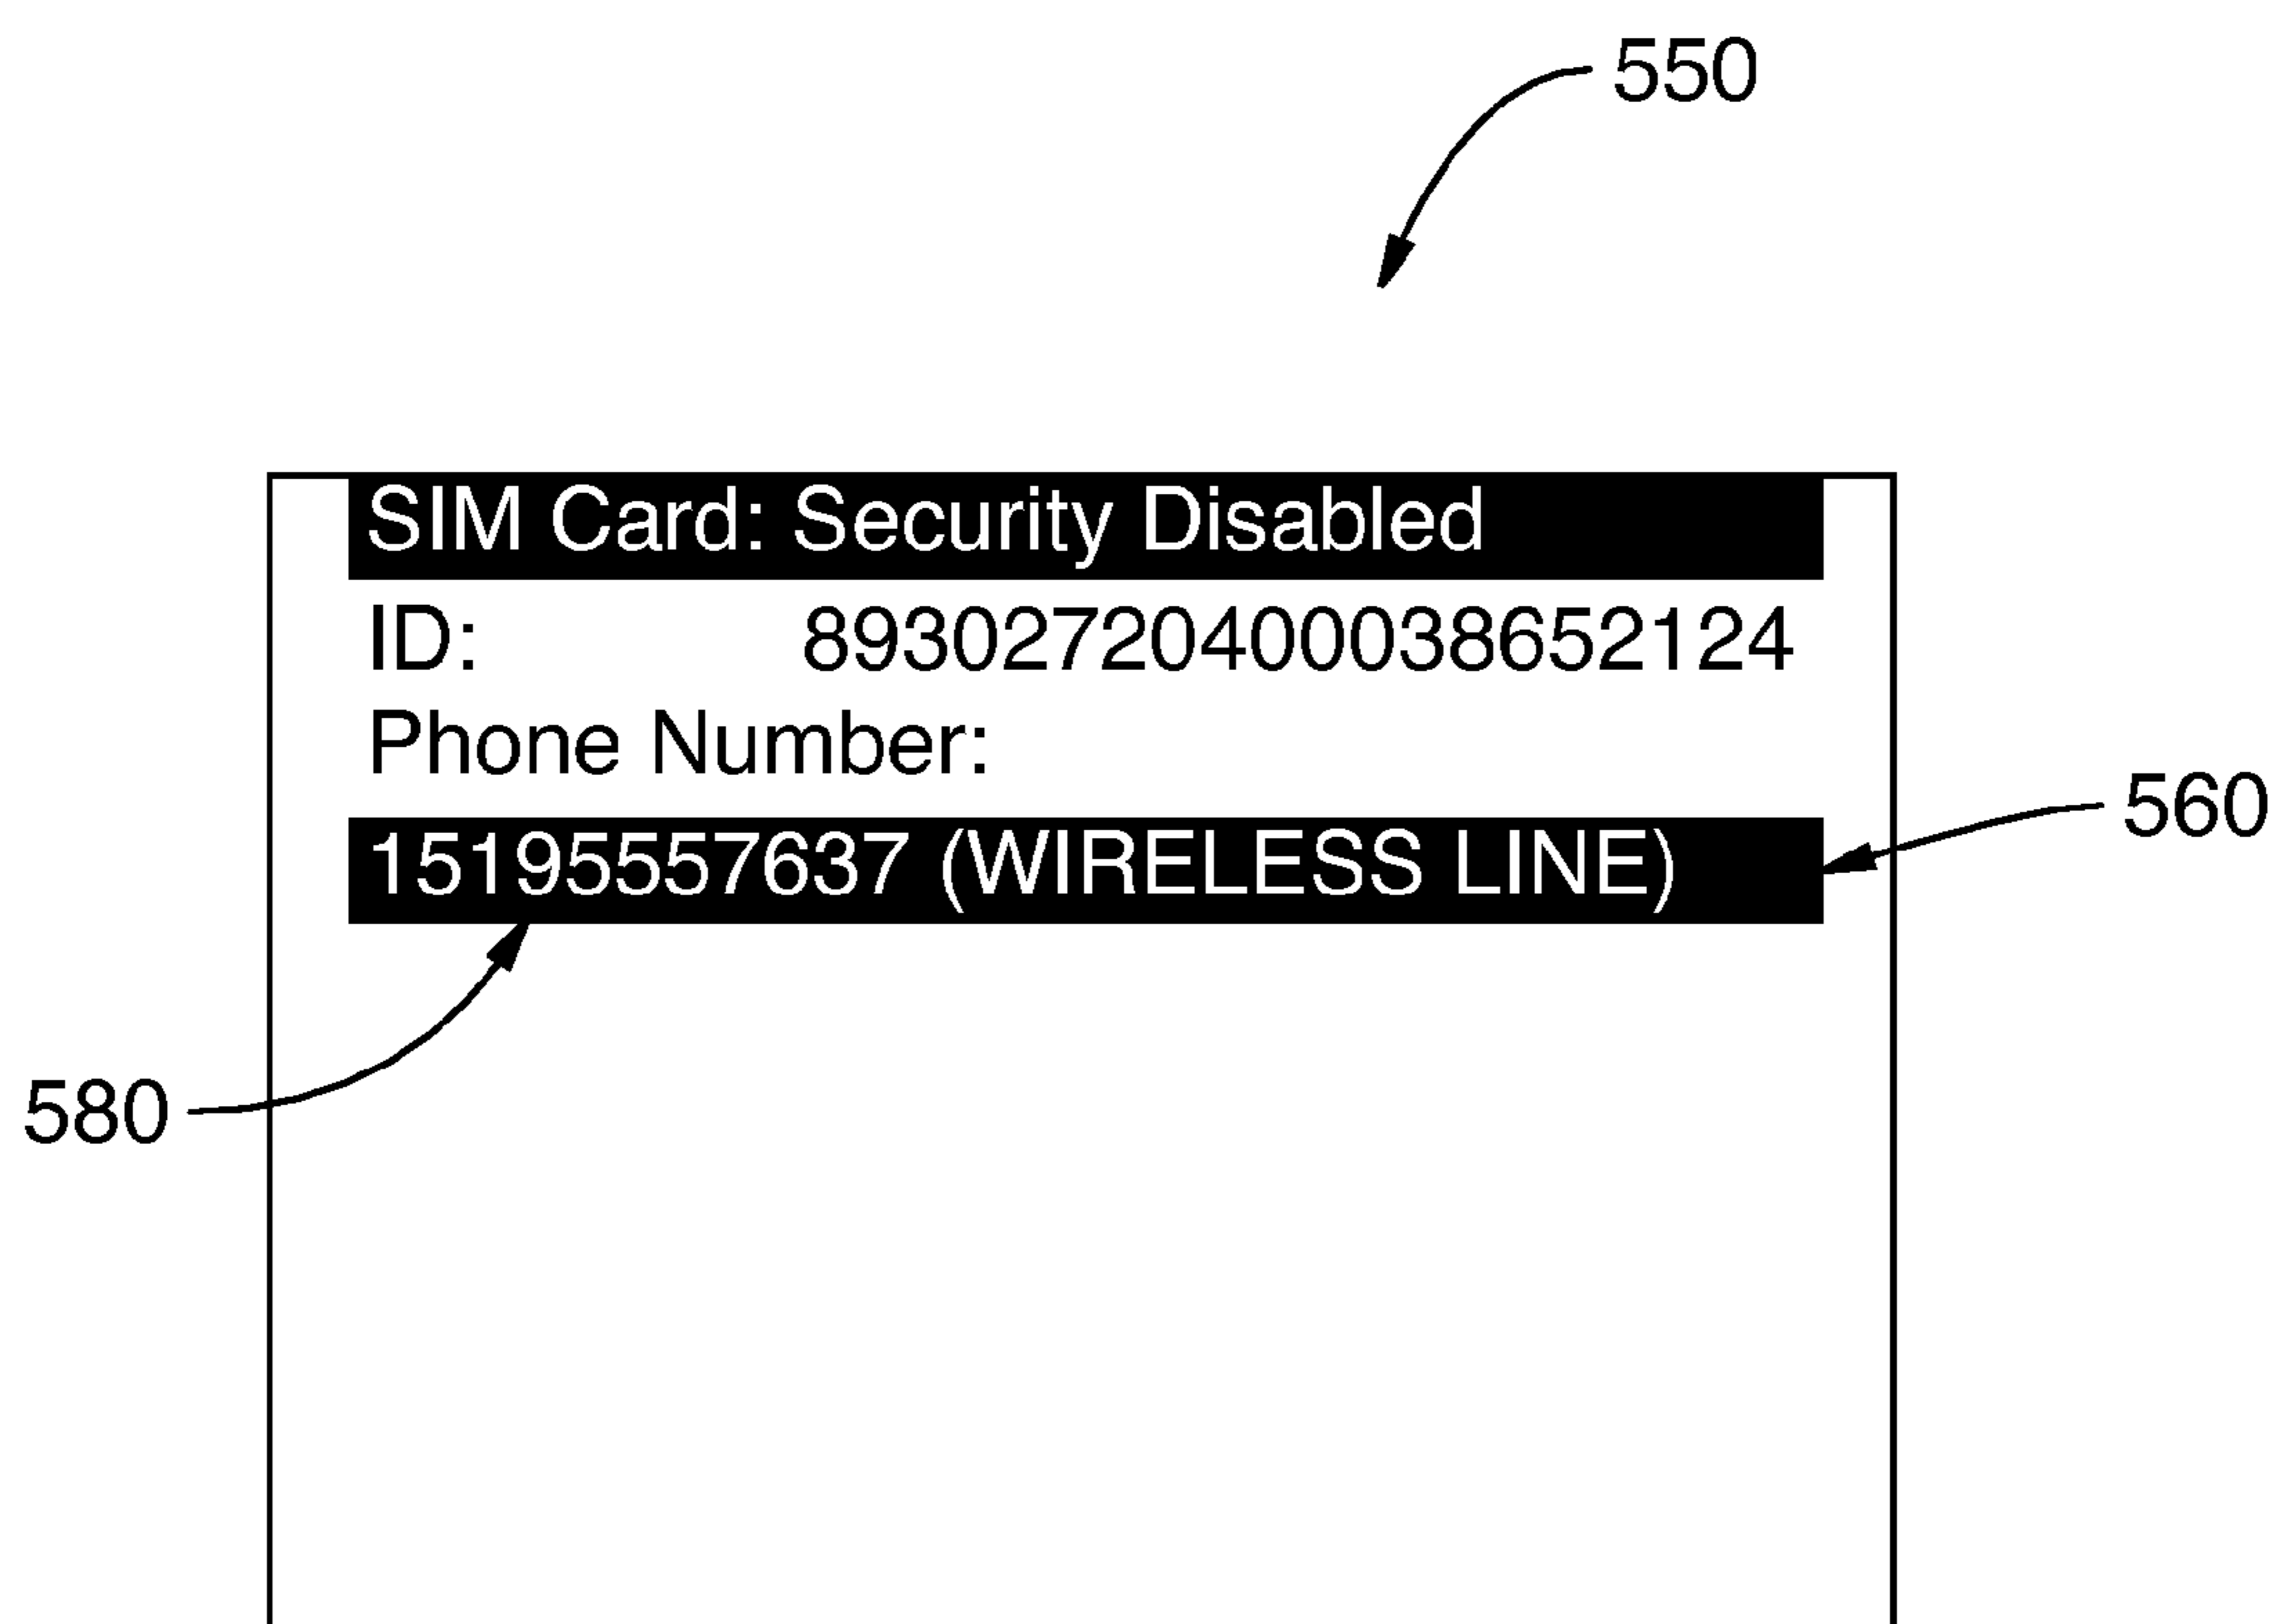 550
SIM Card: Security Disabled
ID: 89302720400038652124
Phone Number:
560
15195557637 (WIRELESS LINE)
580